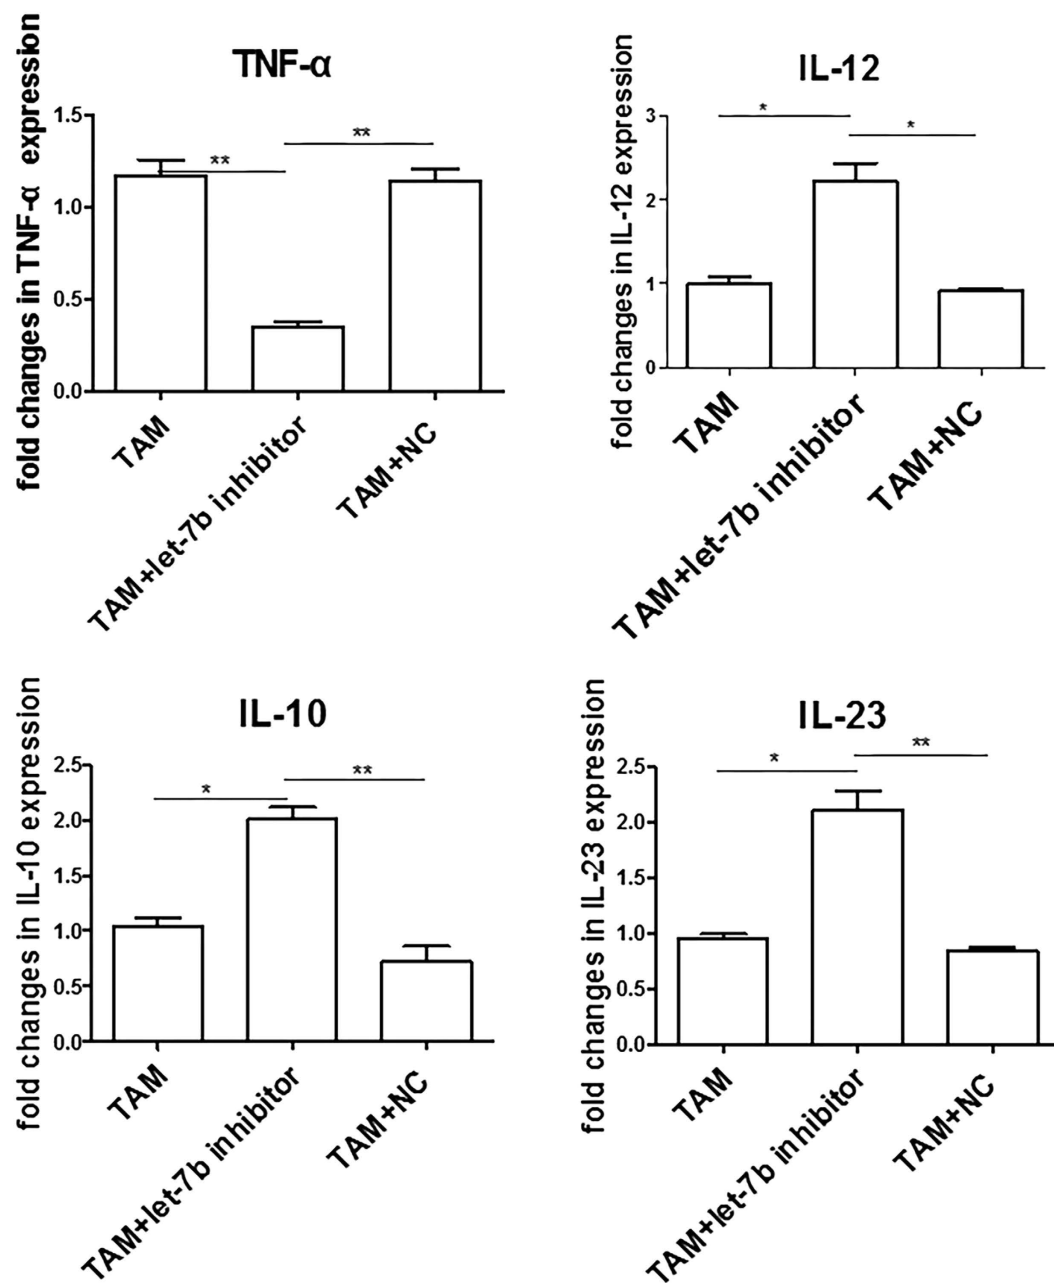 TNF-α
fold changes in TNF-α expression
1.5
**
**
1.0
0.5
0.0
TAM
TAM+let-7b inhibitor
TAM+NC
IL-12
fold changes in IL-12 expression
3
*
*
2
1
0
TAM
TAM+let-7b inhibitor
TAM+NC
IL-10
fold changes in IL-10 expression
2.5
**
*
2.0
1.5
1.0
0.5
0.0
TAM
TAM+let-7b inhibitor
TAM+NC
IL-23
fold changes in IL-23 expression
2.5
**
*
2.0
1.5
1.0
0.5
0.0
TAM
TAM+let-7b inhibitor
TAM+NC